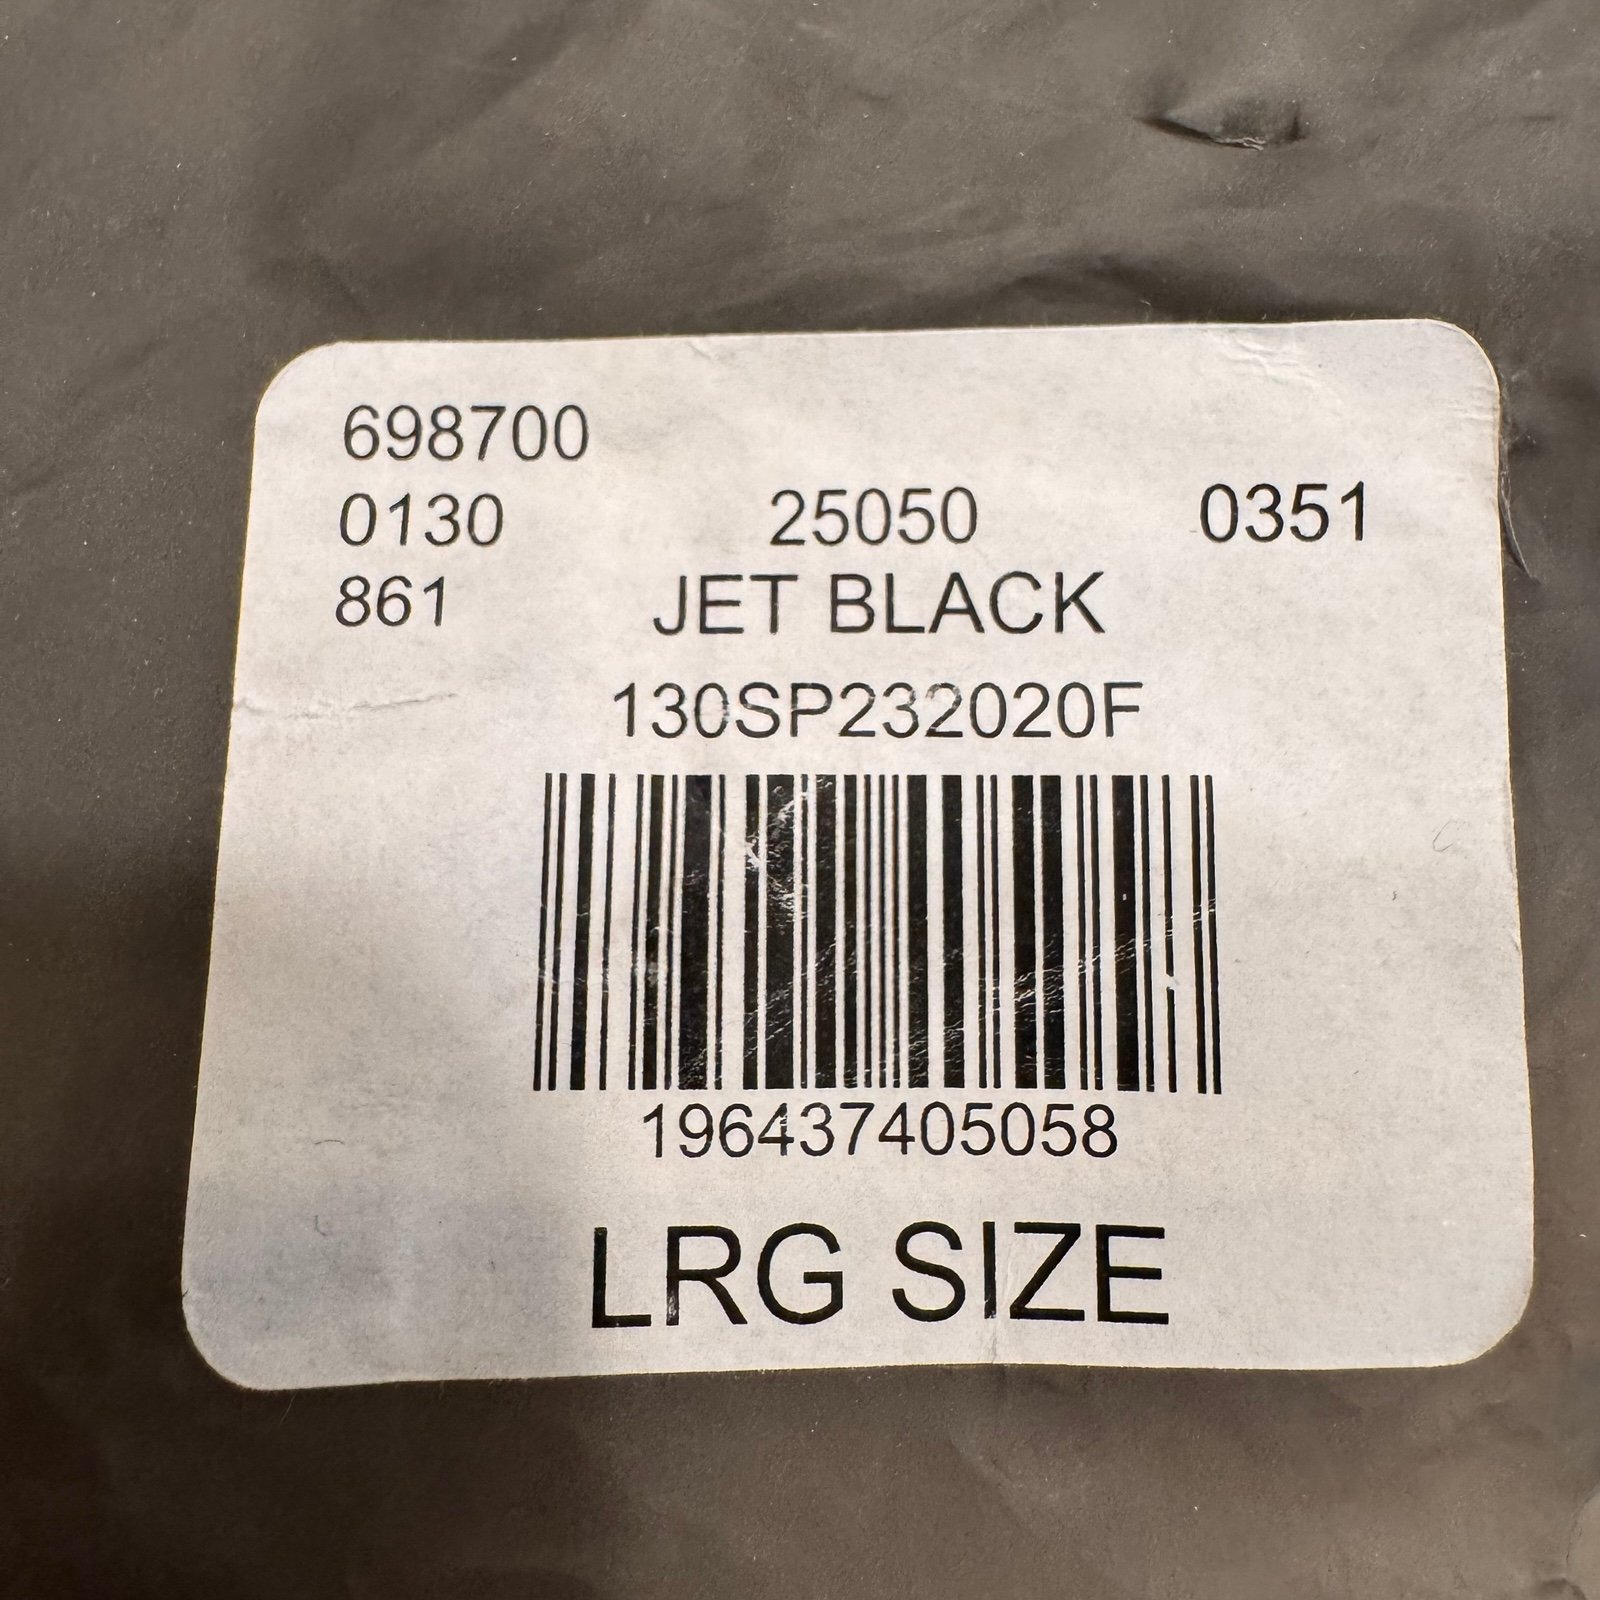 698700
0130 25050 0351
861 JET BLACK
130SP232020F
196437405058
LRG SIZE